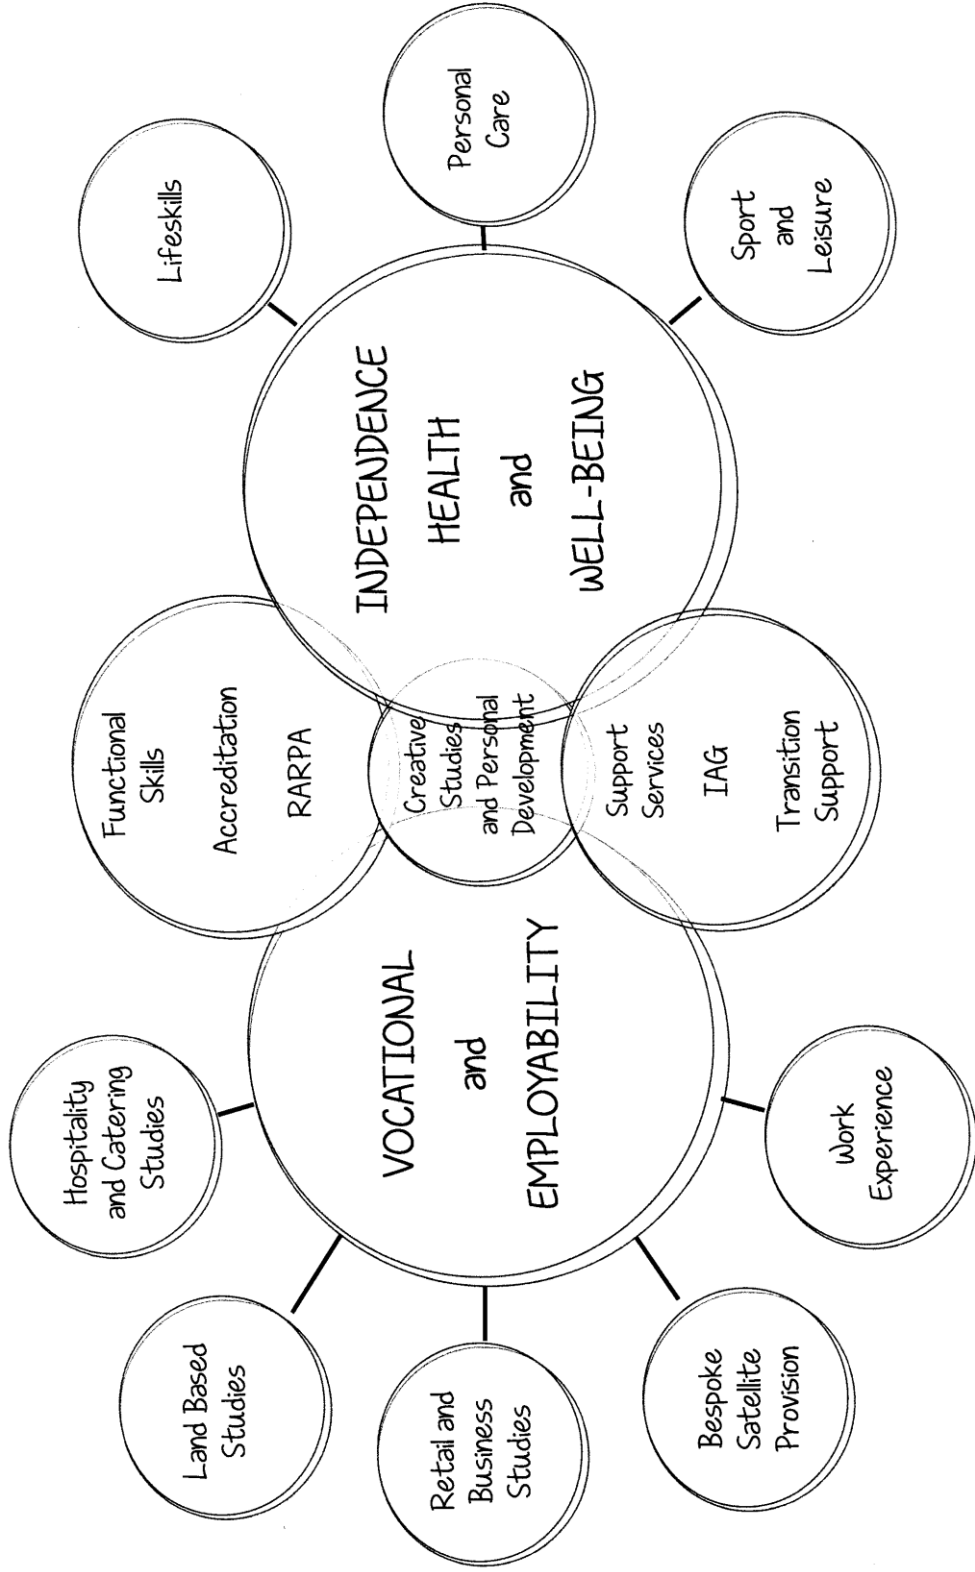 Hospitality
and Catering
Studies
Functional
Skills
Accreditation
RARPA
Lifeskills
Land Based
Studies
VOCATIONAL
and
EMPLOYABILITY
Creative
Studies
and Personal
Development
INDEPENDENCE
HEALTH
and
WELL-BEING
Personal
Care
Retail and
Business
Studies
Support
Services
IAG
Transition
Support
Sport
and
Leisure
Bespoke
Satellite
Provision
Work
Experience